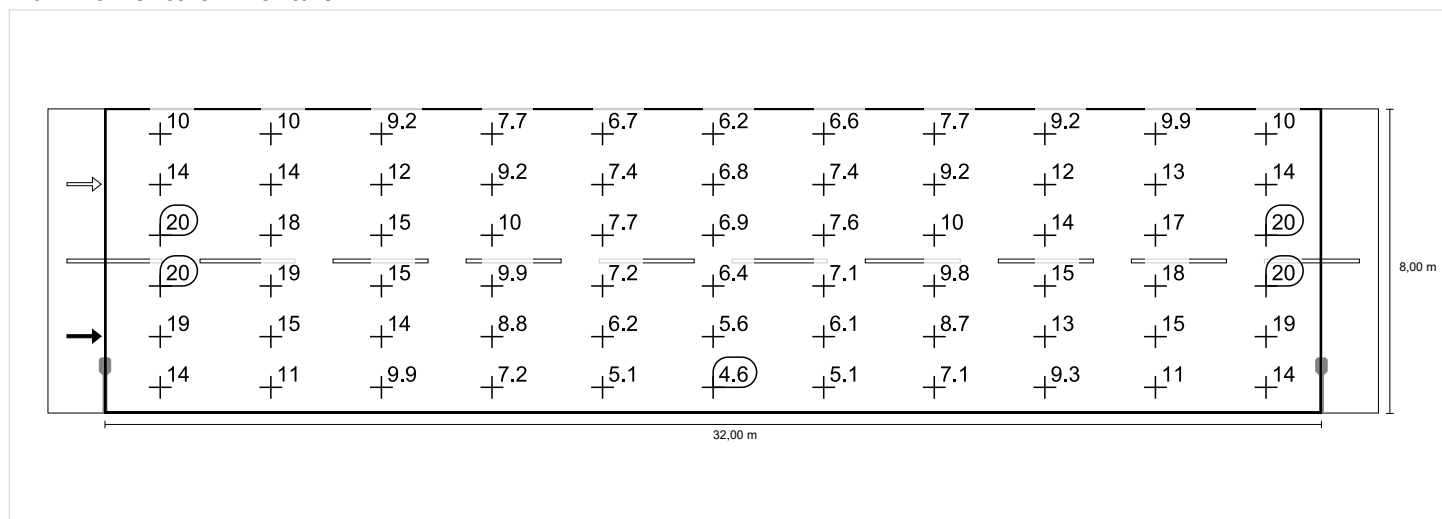 10 10 9.2 7.7 6.7 6.2 6.6 7.7 9.2 9.9 10
14 14 12 9.2 7.4 6.8 7.4 9.2 12 13 14
20 18 15 10 7.7 6.9 7.6 10 14 17 20
20 19 15 9.9 7.2 6.4 7.1 9.8 15 18 20
8,00 m
19 15 14 8.8 6.2 5.6 6.1 8.7 13 15 19
14 11 9.9 7.2 5.1 4.6 5.1 7.1 9.3 11 14
32,00 m